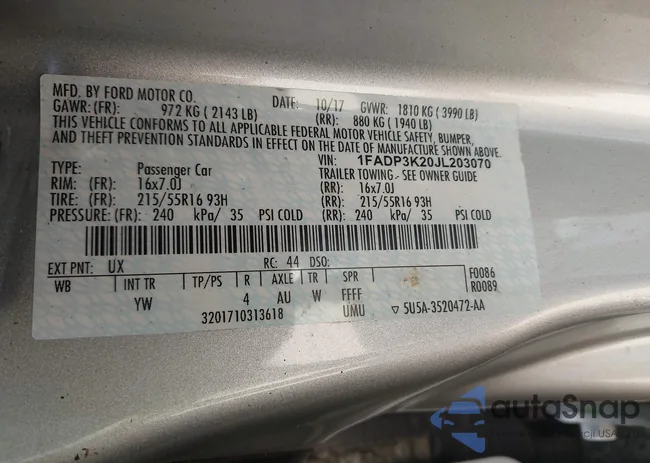 MFD. BY FORD MOTOR CO.
DATE: 10/17 GVWR: 1810 KG ( 3990 LB)
GAWR: (FR): 972 KG ( 2143 LB) (RR): 880 KG ( 1940 LB)
THIS VEHICLE CONFORMS TO ALL APPLICABLE FEDERAL MOTOR VEHICLE SAFETY, BUMPER,
AND THEFT PREVENTION STANDARDS IN EFFECT ON THE DATE OF MANUFACTURE SHOWN ABOVE.
VIN: 1FADP3K20JL203070
TYPE: Passenger Car TRAILER TOWING – SEE OWNER GUIDE
RIM: (FR): 16x7.0J (RR): 16x7.0J
TIRE: (FR): 215/55R16 93H (RR): 215/55R16 93H
PRESSURE: (FR): 240 kPa/ 35 PSI COLD (RR): 240 kPa/ 35 PSI COLD
EXT PNT: UX RC: 44 DSO: F0086
WB INT TR TP/PS R AXLE TR SPR R0089
YW 4 AU W FFFF
3201710313618 UMU ▽ 5U5A-3520472-AA
autoSnap